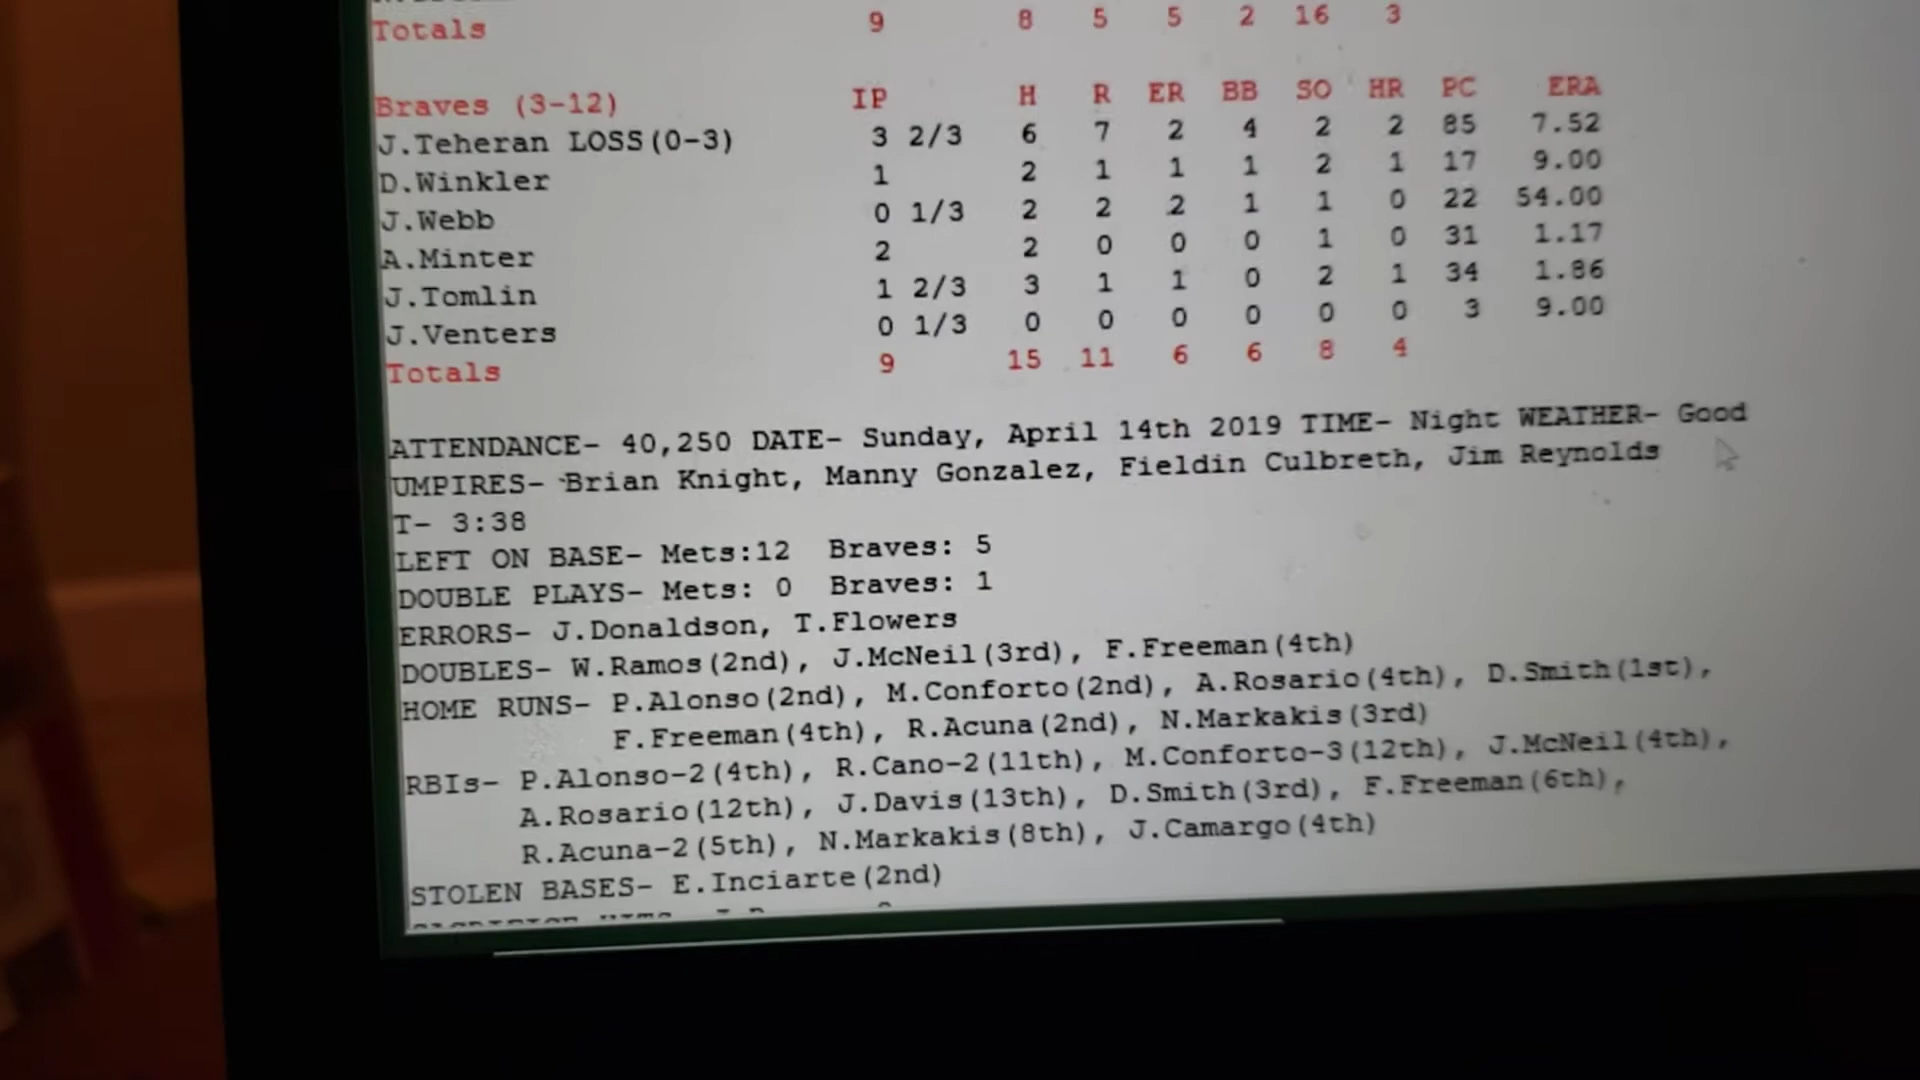 Totals 9 8 5 5 2 16 3
Braves (3-12) IP H R ER BB SO HR PC ERA
J.Teheran LOSS(0-3) 3 2/3 6 7 2 4 2 2 85 7.52
D.Winkler 1 2 1 1 1 2 1 17 9.00
J.Webb 0 1/3 2 2 2 1 1 0 22 54.00
A.Minter 2 2 0 0 0 1 0 31 1.17
J.Tomlin 1 2/3 3 1 1 0 2 1 34 1.86
J.Venters 0 1/3 0 0 0 0 0 0 3 9.00
Totals 9 15 11 6 6 8 4
ATTENDANCE- 40,250 DATE- Sunday, April 14th 2019 TIME- Night WEATHER- Good
UMPIRES- Brian Knight, Manny Gonzalez, Fieldin Culbreth, Jim Reynolds
T- 3:38
LEFT ON BASE- Mets:12 Braves: 5
DOUBLE PLAYS- Mets: 0 Braves: 1
ERRORS- J.Donaldson, T.Flowers
DOUBLES- W.Ramos(2nd), J.McNeil(3rd), F.Freeman(4th)
HOME RUNS- P.Alonso(2nd), M.Conforto(2nd), A.Rosario(4th), D.Smith(1st),
F.Freeman(4th), R.Acuna(2nd), N.Markakis(3rd)
RBIs- P.Alonso-2(4th), R.Cano-2(11th), M.Conforto-3(12th), J.McNeil(4th),
A.Rosario(12th), J.Davis(13th), D.Smith(3rd), F.Freeman(6th),
R.Acuna-2(5th), N.Markakis(8th), J.Camargo(4th)
STOLEN BASES- E.Inciarte(2nd)